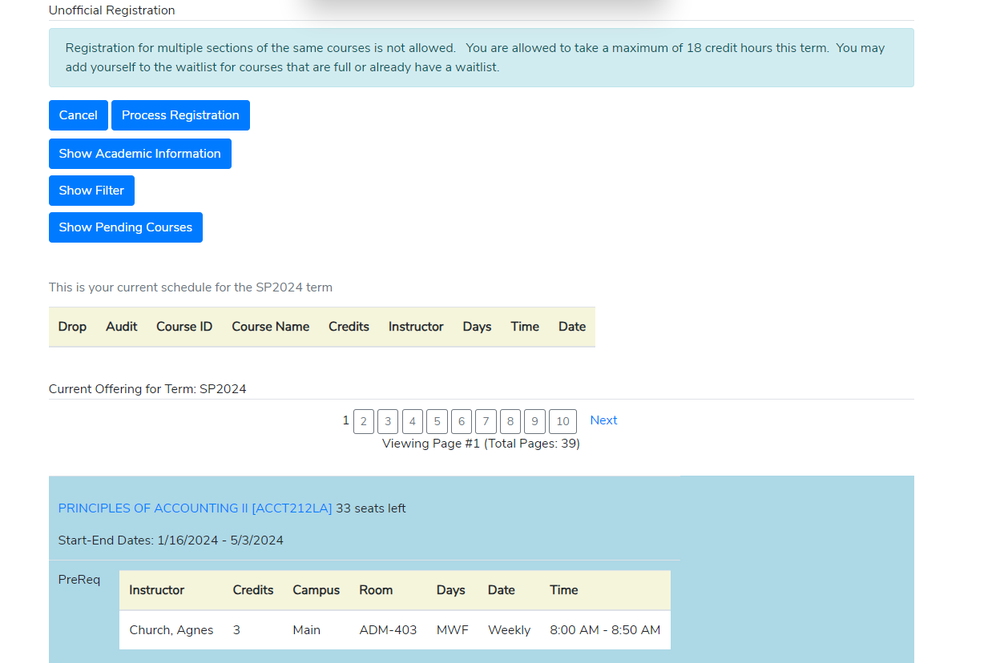 Unofficial Registration
Registration for multiple sections of the same courses is not allowed.   You are allowed to take a maximum of 18 credit hours this term.  You may
add yourself to the waitlist for courses that are full or already have a waitlist.
Cancel Process Registration
Show Academic Information
Show Filter
Show Pending Courses
This is your current schedule for the SP2024 term
Drop Audit Course ID Course Name Credits Instructor Days Time Date
Current Offering for Term: SP2024
1 2 3 4 5 6 7 8 9 10 Next
Viewing Page #1 (Total Pages: 39)
PRINCIPLES OF ACCOUNTING II [ACCT212LA] 33 seats left
Start-End Dates: 1/16/2024 - 5/3/2024
PreReq
Instructor Credits Campus Room Days Date Time
Church, Agnes 3 Main ADM-403 MWF Weekly 8:00 AM - 8:50 AM